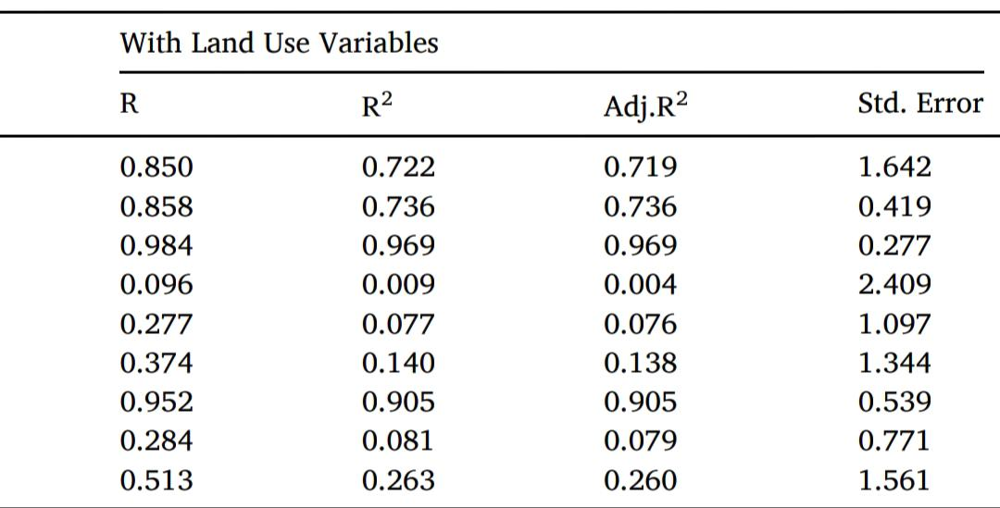 With Land Use Variables
R R² Adj.R² Std. Error
0.850 0.722 0.719 1.642
0.858 0.736 0.736 0.419
0.984 0.969 0.969 0.277
0.096 0.009 0.004 2.409
0.277 0.077 0.076 1.097
0.374 0.140 0.138 1.344
0.952 0.905 0.905 0.539
0.284 0.081 0.079 0.771
0.513 0.263 0.260 1.561